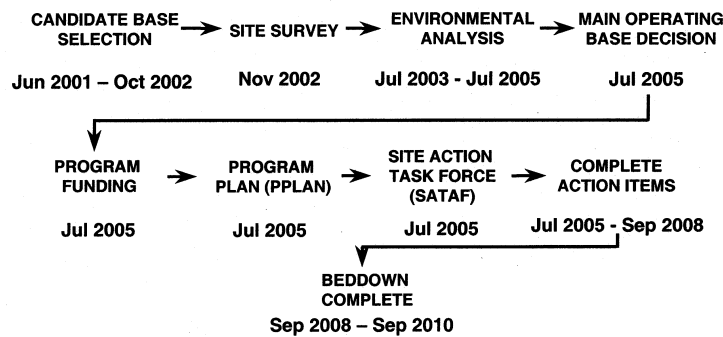 CANDIDATE BASE
SELECTION
Jun 2001 – Oct 2002
SITE SURVEY
Nov 2002
ENVIRONMENTAL
ANALYSIS
Jul 2003 - Jul 2005
MAIN OPERATING
BASE DECISION
Jul 2005
PROGRAM
FUNDING
Jul 2005
PROGRAM
PLAN (PPLAN)
Jul 2005
SITE ACTION
TASK FORCE
(SATAF)
Jul 2005
COMPLETE
ACTION ITEMS
Jul 2005 - Sep 2008
BEDDOWN
COMPLETE
Sep 2008 – Sep 2010